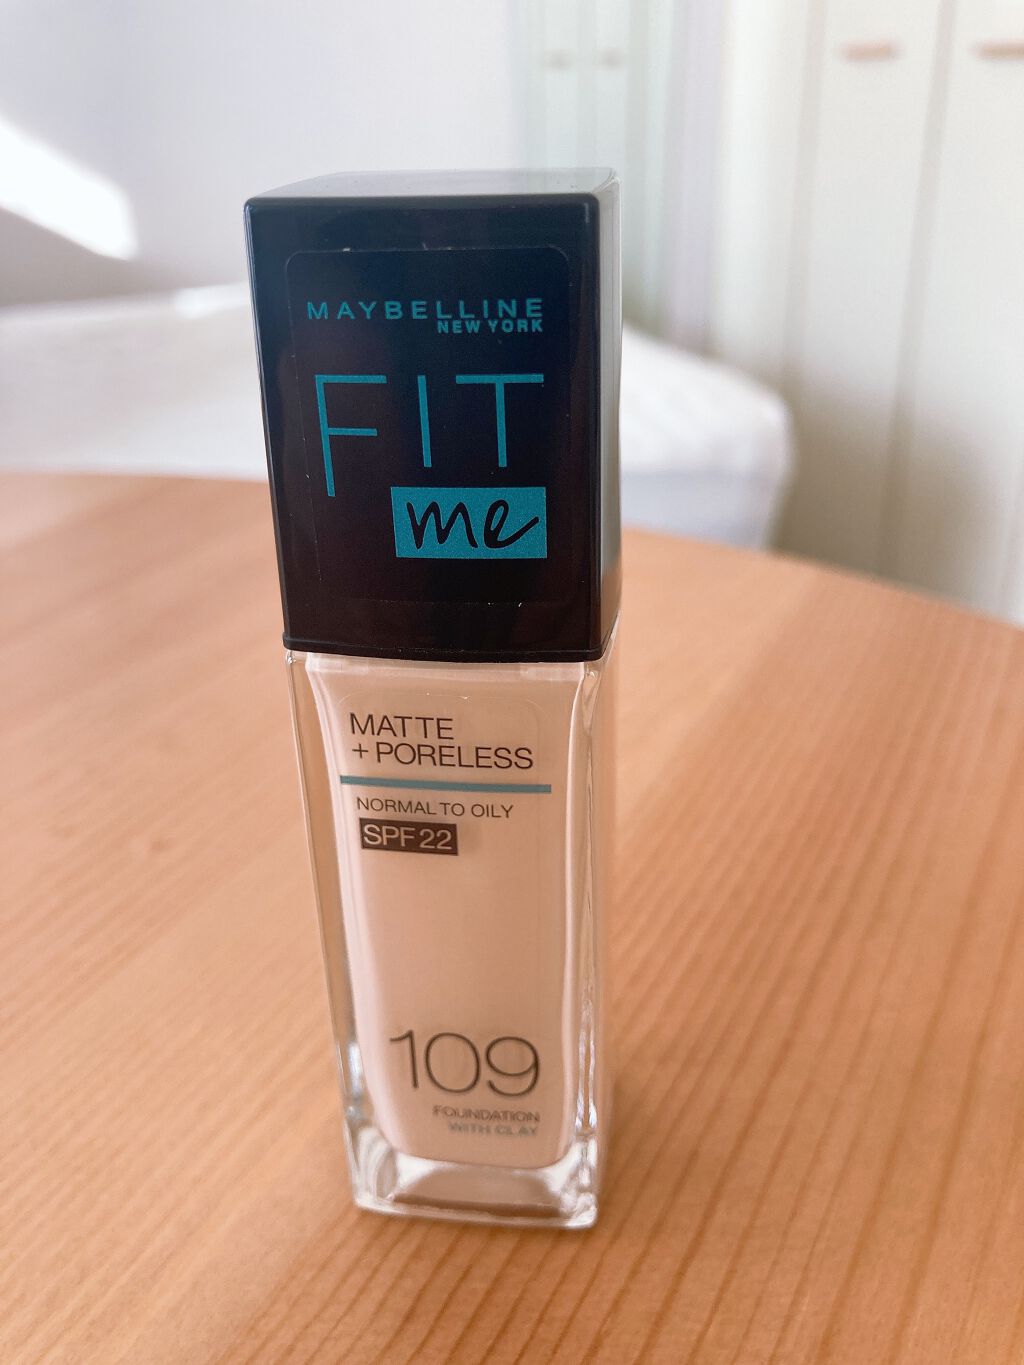 MAYBELLINE
NEW YORK
FIT
me
MATTE
+ PORELESS
NORMAL TO OILY
SPF 22
109
FOUNDATION
WITH CLAY